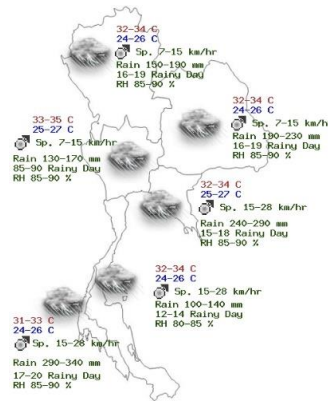 32-34 C
24-26 C
Sp. 7-15 km/hr
Rain 150-190 mm
16-19 Rainy Day
RH 85-90 %
32-34 C
24-26 C
Sp. 7-15 km/hr
Rain 190-230 mm
16-19 Rainy Day
RH 85-90 %
33-35 C
25-27 C
Sp. 7-15 km/hr
Rain 130-170 mm
85-90 Rainy Day
RH 85-90 %
32-34 C
25-27 C
Sp. 15-28 km/hr
Rain 240-290 mm
15-18 Rainy Day
RH 85-90 %
32-34 C
24-26 C
Sp. 15-28 km/hr
Rain 100-140 mm
12-14 Rainy Day
RH 80-85 %
31-33 C
24-26 C
Sp. 15-28 km/hr
Rain 290-340 mm
17-20 Rainy Day
RH 85-90 %